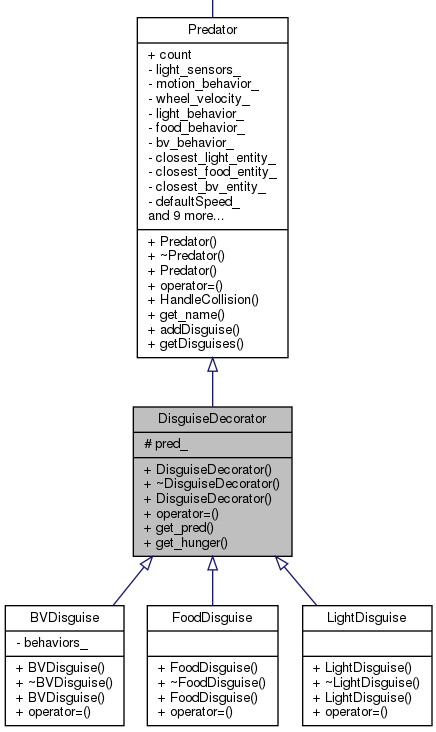 Predator
+ count
- light_sensors_
- motion_behavior_
- wheel_velocity_
- light_behavior_
- food_behavior_
- bv_behavior_
- closest_light_entity_
- closest_food_entity_
- closest_bv_entity_
- defaultSpeed_
and 9 more...
+ Predator()
+ ~Predator()
+ Predator()
+ operator=()
+ HandleCollision()
+ get_name()
+ addDisguise()
+ getDisguises()
DisguiseDecorator
# pred_
+ DisguiseDecorator()
+ ~DisguiseDecorator()
+ DisguiseDecorator()
+ operator=()
+ get_pred()
+ get_hunger()
BVDisguise
- behaviors_
+ BVDisguise()
+ ~BVDisguise()
+ BVDisguise()
+ operator=()
FoodDisguise
+ FoodDisguise()
+ ~FoodDisguise()
+ FoodDisguise()
+ operator=()
LightDisguise
+ LightDisguise()
+ ~LightDisguise()
+ LightDisguise()
+ operator=()